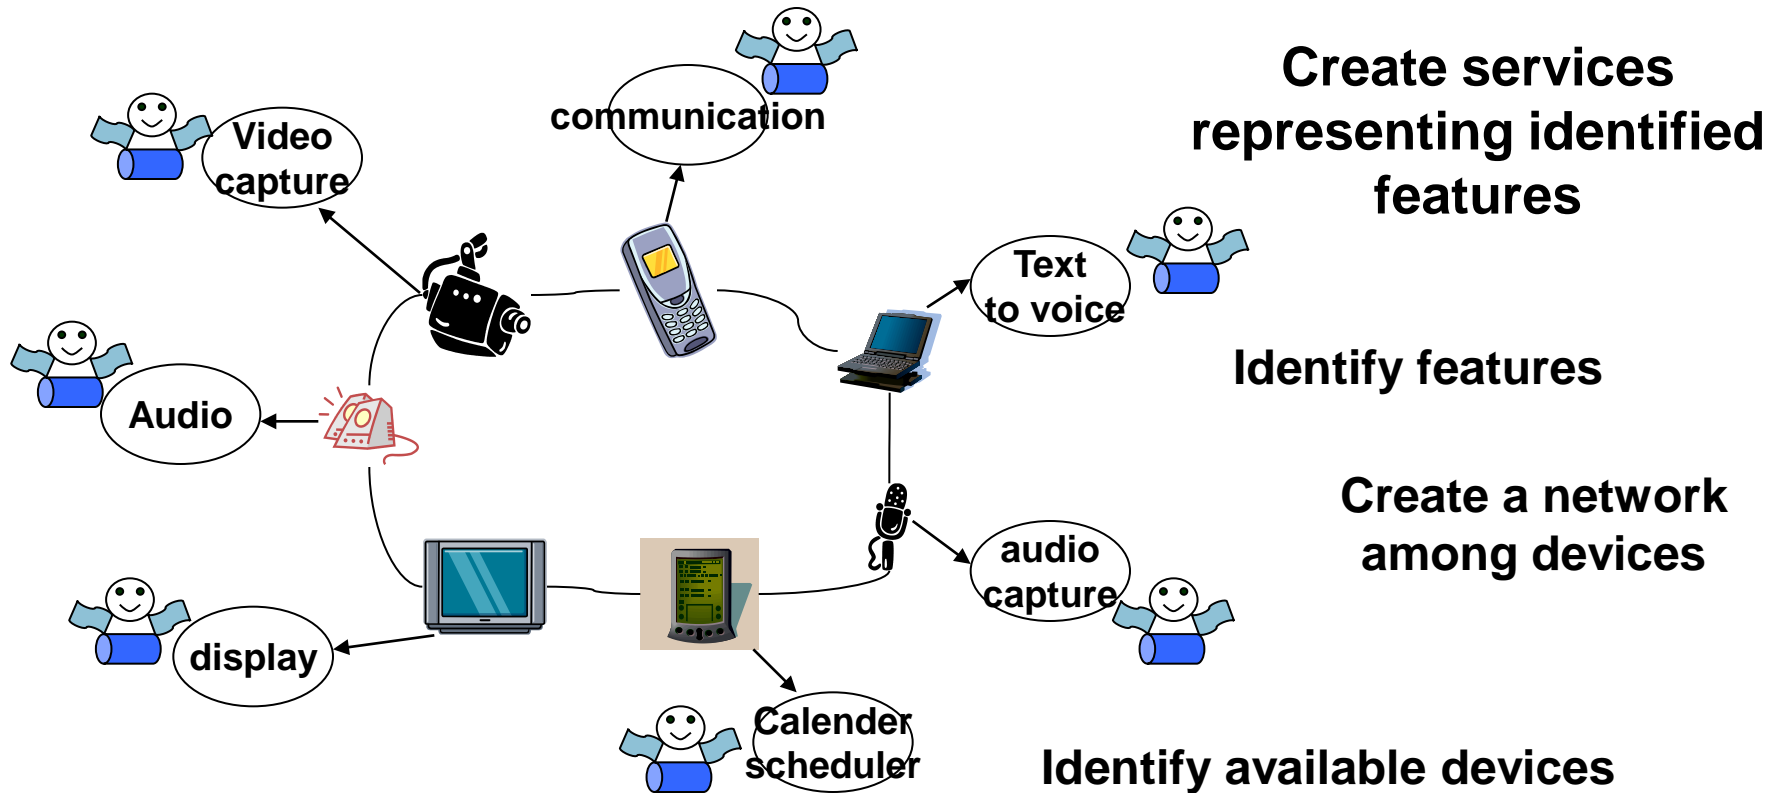 communication
Create services
representing identified
features
Video
capture
Text
to voice
Identify features
Audio
Create a network
among devices
audio
capture
display
Calender
scheduler
Identify available devices